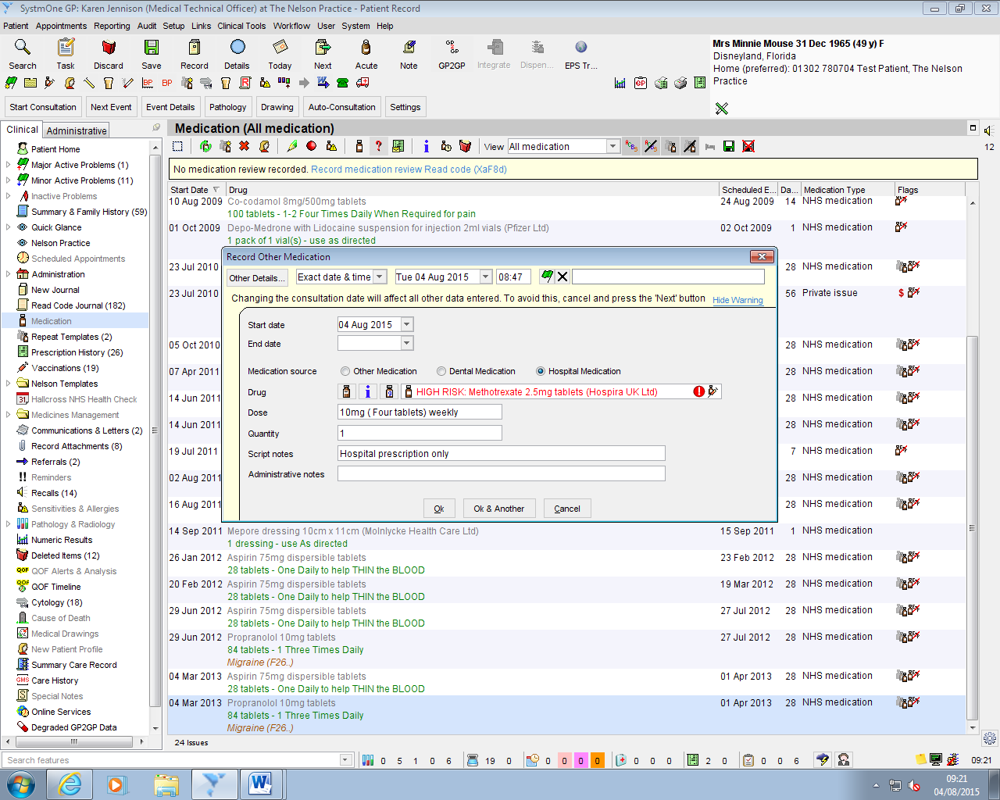 SystmOne GP: Karen Jennison (Medical Technical Officer) at The Nelson Practice - Patient Record
Patient Appointments Reporting Audit Setup Links Clinical Tools Workflow User System Help
Search Task Discard Save Record Details Today Next Acute Note GP2GP Integrate Dispen... EPS Tr...
Mrs Minnie Mouse 31 Dec 1965 (49 y) F
Disneyland, Florida
Home (preferred): 01302 780704 Test Patient, The Nelson
Practice
Start Consultation Next Event Event Details Pathology Drawing Auto-Consultation Settings
Clinical Administrative
Patient Home
Major Active Problems (1)
Minor Active Problems (11)
Inactive Problems
Summary & Family History (59)
Quick Glance
Nelson Practice
Scheduled Appointments
Administration
New Journal
Read Code Journal (182)
Medication
Repeat Templates (2)
Prescription History (26)
Vaccinations (19)
Nelson Templates
Hallcross NHS Health Check
Medicines Management
Communications & Letters (2)
Record Attachments (8)
Referrals (2)
Reminders
Recalls (14)
Sensitivities & Allergies
Pathology & Radiology
Numeric Results
Deleted Items (12)
QOF Alerts & Analysis
QOF Timeline
Cytology (18)
Cause of Death
Medical Drawings
New Patient Profile
Summary Care Record
Care History
Special Notes
Online Services
Degraded GP2GP Data
Medication (All medication)
View All medication
12
No medication review recorded. Record medication review Read code (XaF8d)
Start Date Drug Scheduled E... Da... Medication Type Flags
10 Aug 2009 Co-codamol 8mg/500mg tablets 24 Aug 2009 14 NHS medication
100 tablets - 1-2 Four Times Daily When Required for pain
01 Oct 2009 Depo-Medrone with Lidocaine suspension for injection 2ml vials (Pfizer Ltd) 02 Oct 2009 1 NHS medication
1 pack of 1 vial(s) - use as directed
23 Jul 2010 28 NHS medication
23 Jul 2010 56 Private issue $
05 Oct 2010 28 NHS medication
07 Apr 2011 28 NHS medication
14 Jun 2011 28 NHS medication
14 Jun 2011 28 NHS medication
19 Jul 2011 7 NHS medication
02 Aug 2011 28 NHS medication
16 Aug 2011 28 NHS medication
Record Other Medication
Other Details... Exact date & time Tue 04 Aug 2015 08:47
Changing the consultation date will affect all other data entered. To avoid this, cancel and press the 'Next' button Hide Warning
Start date 04 Aug 2015
End date
Medication source Other Medication Dental Medication Hospital Medication
Drug HIGH RISK: Methotrexate 2.5mg tablets (Hospira UK Ltd)
Dose 10mg ( Four tablets) weekly
Quantity 1
Script notes Hospital prescription only
Administrative notes
Ok Ok & Another Cancel
14 Sep 2011 Mepore dressing 10cm x 11cm (Molnlycke Health Care Ltd) 15 Sep 2011 1 NHS medication
1 dressing - use As directed
26 Jan 2012 Aspirin 75mg dispersible tablets 23 Feb 2012 28 NHS medication
28 tablets - One Daily to help THIN the BLOOD
20 Feb 2012 Aspirin 75mg dispersible tablets 19 Mar 2012 28 NHS medication
28 tablets - One Daily to help THIN the BLOOD
29 Jun 2012 Aspirin 75mg dispersible tablets 27 Jul 2012 28 NHS medication
28 tablets - One Daily to help THIN the BLOOD
29 Jun 2012 Propranolol 10mg tablets 27 Jul 2012 28 NHS medication
84 tablets - 1 Three Times Daily
Migraine (F26..)
04 Mar 2013 Aspirin 75mg dispersible tablets 01 Apr 2013 28 NHS medication
28 tablets - One Daily to help THIN the BLOOD
04 Mar 2013 Propranolol 10mg tablets 01 Apr 2013 28 NHS medication
84 tablets - 1 Three Times Daily
Migraine (F26..)
24 Issues
Search features 0 5 1 0 6 19 0 0 0 0 0 0 0 0 2 0 0 0 6 09:21
09:21
04/08/2015